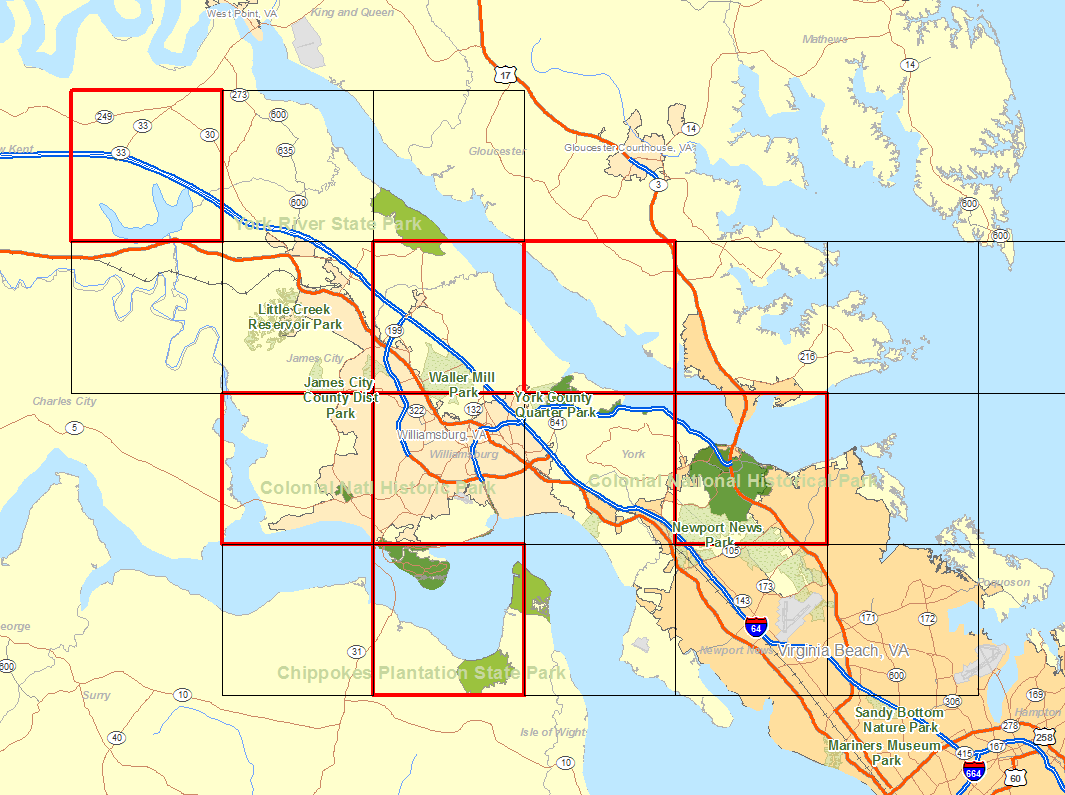 West Point, VA
King and Queen
Mathews
14
17
273
249
33
600
14
30
Gloucester Courthouse, VA
Gloucester
635
w Kent
33
3
600
600
York River State Park
600
Little Creek
Reservoir Park
199
James City
216
Waller Mill
Park
James City
County Dist
Park
York County
Quarter Park
Charles City
322
132
641
5
Williamsburg, VA
Williamsburg
York
Colonial Natl Historic Park
Colonial National Historical Park
Newport News
Park
105
173
Poquoson
143
171
172
64
eorge
31
Newport News
Virginia Beach, VA
600
Chippokes Plantation State Park
600
Surry
10
306
169
Sandy Bottom
Nature Park
Hampton
278
Isle of Wight
40
258
Mariners Museum
Park
167
415
10
664
60